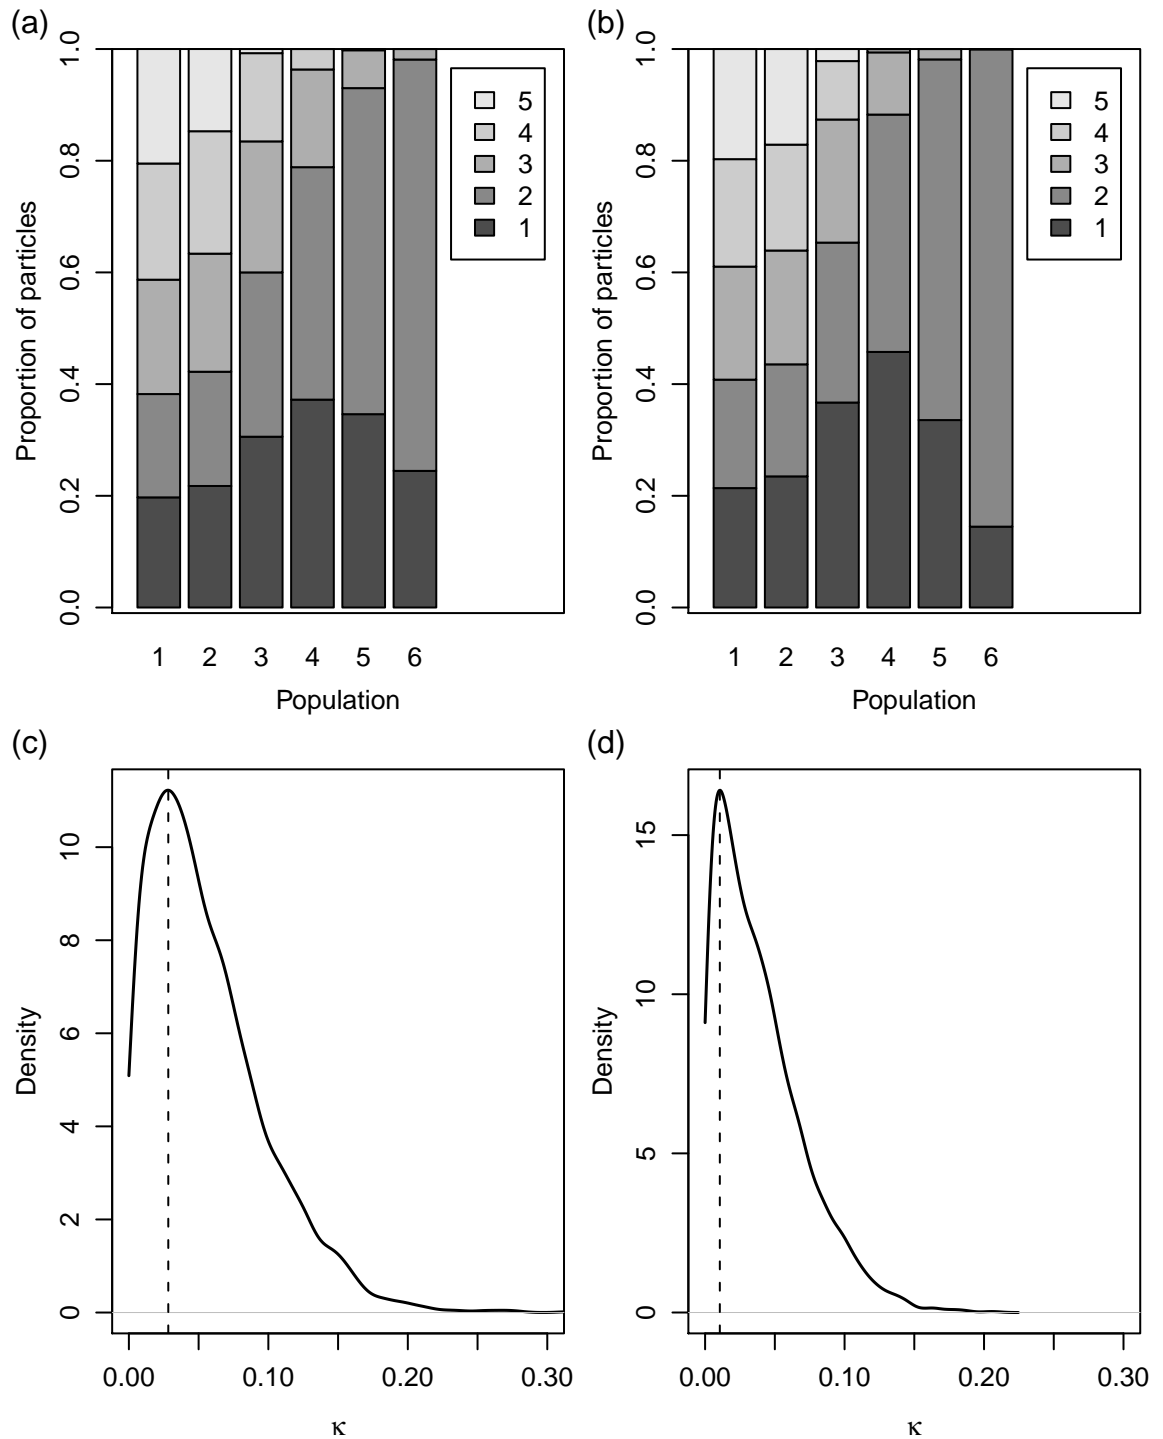 (a)
Proportion of particles
0.0 0.2 0.4 0.6 0.8 1.0
5
4
3
2
1
1 2 3 4 5 6
Population
(b)
Proportion of particles
0.0 0.2 0.4 0.6 0.8 1.0
5
4
3
2
1
1 2 3 4 5 6
Population
(c)
Density
0 2 4 6 8 10
0.00 0.10 0.20 0.30
κ
(d)
Density
0 5 10 15
0.00 0.10 0.20 0.30
κ